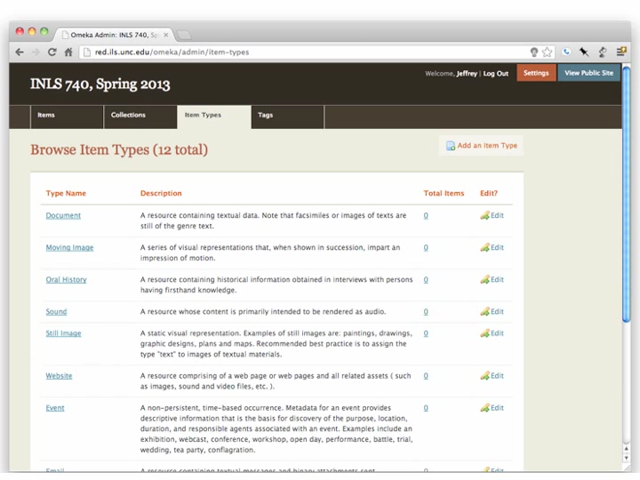 Omeka Admin: INLS 740, Sp
red.ils.unc.edu/omeka/admin/item-types
INLS 740, Spring 2013
Welcome, Jeffrey | Log Out
Settings
View Public Site
Items
Collections
Item Types
Tags
Browse Item Types (12 total)
Add an Item Type
Type Name Description Total Items Edit?
Document A resource containing textual data. Note that facsimiles or images of texts are 0 Edit
still of the genre text.
Moving Image A series of visual representations that, when shown in succession, impart an 0 Edit
impression of motion.
Oral History A resource containing historical information obtained in interviews with persons 0 Edit
having firsthand knowledge.
Sound A resource whose content is primarily intended to be rendered as audio. 0 Edit
Still Image A static visual representation. Examples of still images are: paintings, drawings, 0 Edit
graphic designs, plans and maps. Recommended best practice is to assign the
type "text" to images of textual materials.
Website A resource comprising of a web page or web pages and all related assets ( such 0 Edit
as images, sound and video files, etc. ).
Event A non-persistent, time-based occurrence. Metadata for an event provides 0 Edit
descriptive information that is the basis for discovery of the purpose, location,
duration, and responsible agents associated with an event. Examples include an
exhibition, webcast, conference, workshop, open day, performance, battle, trial,
wedding, tea party, conflagration.
Email A resource containing textual messages and binary attachments sent